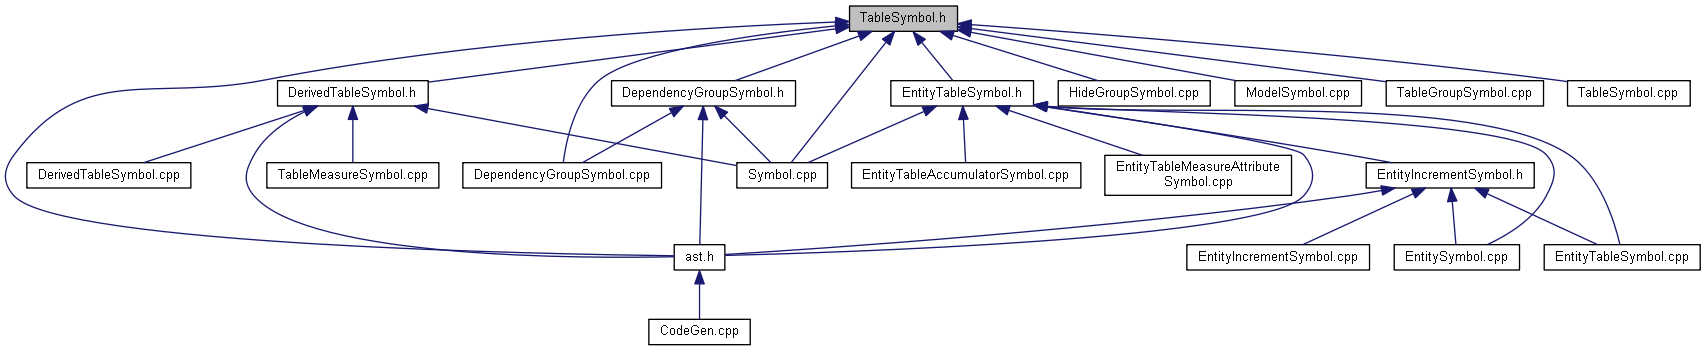 TableSymbol.h
DerivedTableSymbol.h
DependencyGroupSymbol.h
EntityTableSymbol.h
HideGroupSymbol.cpp
ModelSymbol.cpp
TableGroupSymbol.cpp
TableSymbol.cpp
DerivedTableSymbol.cpp
TableMeasureSymbol.cpp
DependencyGroupSymbol.cpp
Symbol.cpp
EntityTableAccumulatorSymbol.cpp
EntityTableMeasureAttribute
Symbol.cpp
EntityIncrementSymbol.h
ast.h
EntityIncrementSymbol.cpp
EntitySymbol.cpp
EntityTableSymbol.cpp
CodeGen.cpp